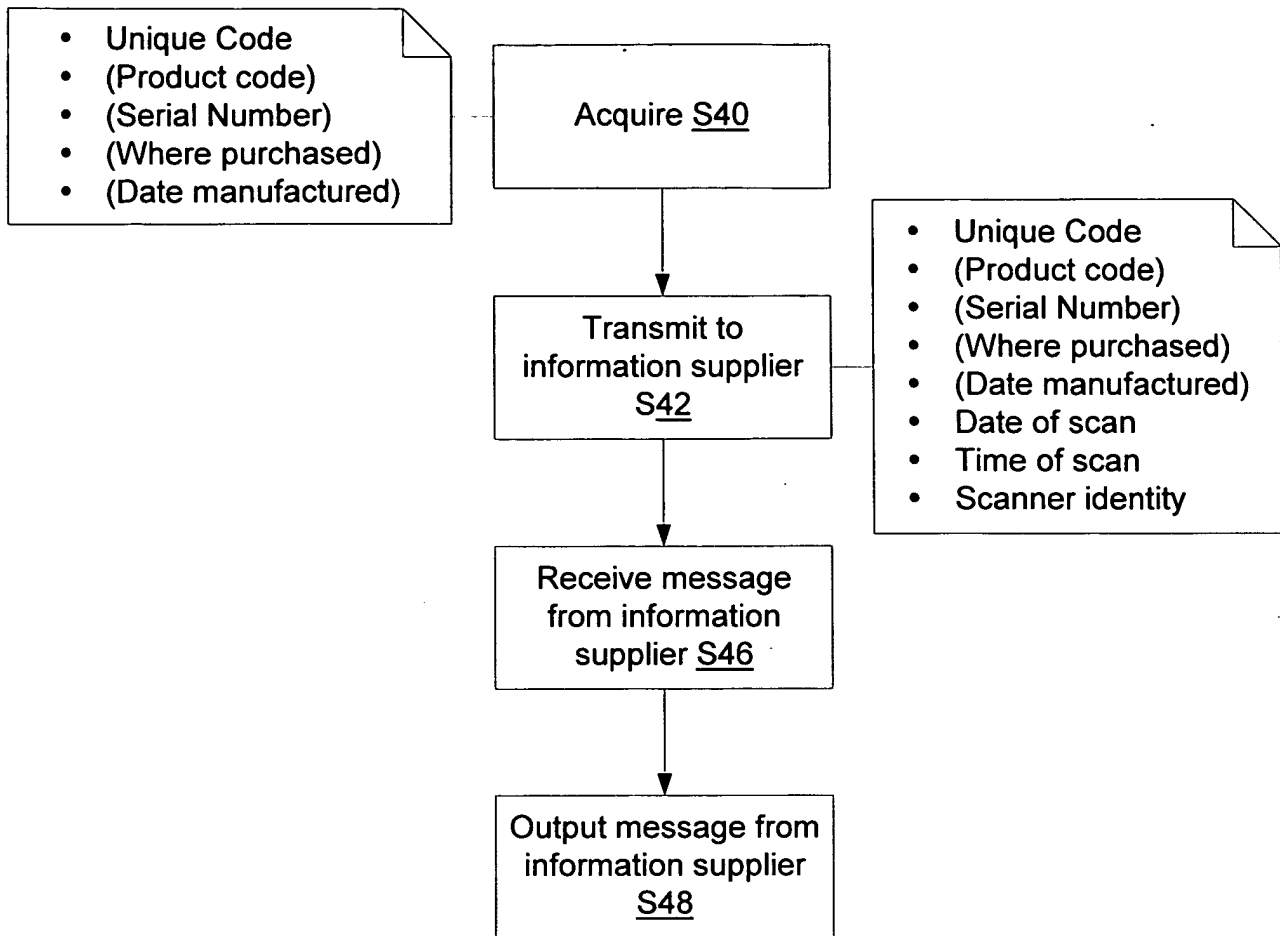 • Unique Code
• (Product code)
• (Serial Number)
• (Where purchased)
• (Date manufactured)
Acquire S40
Transmit to
information supplier
S42
• Unique Code
• (Product code)
• (Serial Number)
• (Where purchased)
• (Date manufactured)
• Date of scan
• Time of scan
• Scanner identity
Receive message
from information
supplier S46
Output message from
information supplier
S48